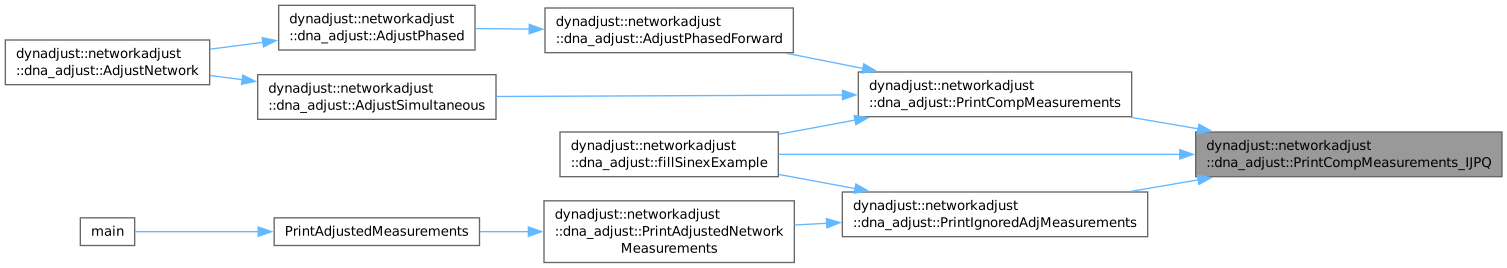 dynadjust::networkadjust
::dna_adjust::AdjustNetwork
dynadjust::networkadjust
::dna_adjust::AdjustPhased
dynadjust::networkadjust
::dna_adjust::AdjustSimultaneous
dynadjust::networkadjust
::dna_adjust::AdjustPhasedForward
dynadjust::networkadjust
::dna_adjust::PrintCompMeasurements
dynadjust::networkadjust
::dna_adjust::fillSinexExample
dynadjust::networkadjust
::dna_adjust::PrintCompMeasurements_IJPQ
dynadjust::networkadjust
::dna_adjust::PrintIgnoredAdjMeasurements
dynadjust::networkadjust
::dna_adjust::PrintAdjustedNetwork
Measurements
PrintAdjustedMeasurements
main